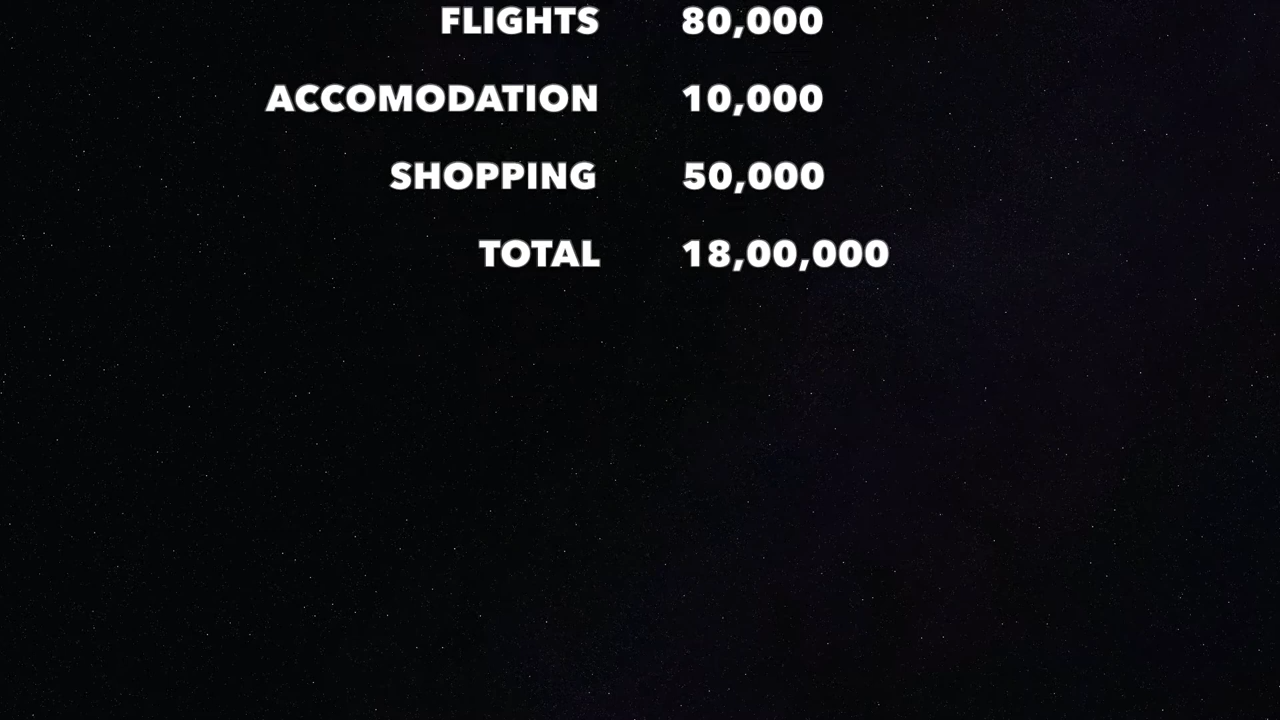 FLIGHTS 80,000
ACCOMODATION 10,000
SHOPPING 50,000
TOTAL 18,00,000